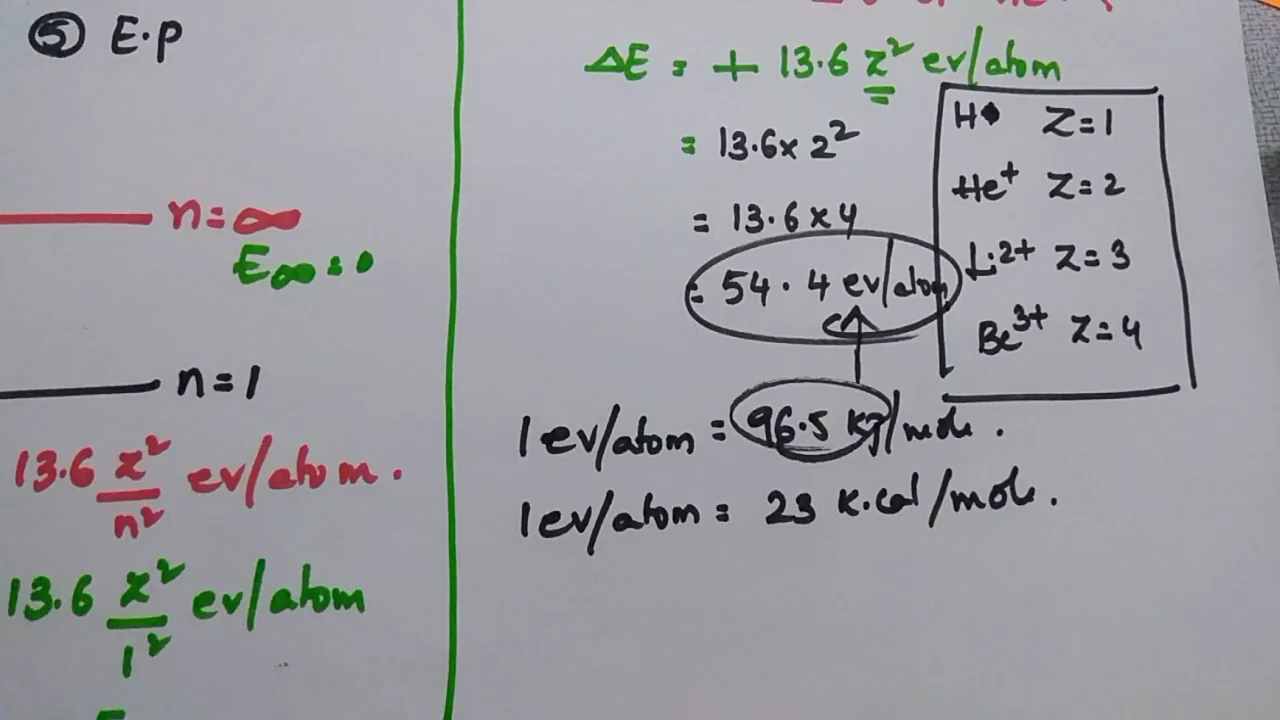 ⑤ E.P
n = ∞
E∞ = 0
n = 1
13.6 z²/n² ev/atom.
13.6 z²/1² ev/atom
ΔE = + 13.6 z² ev/atom
= 13.6 x 2²
= 13.6 x 4
= 54.4 ev/atom
H Z = 1
He⁺ Z = 2
Li²⁺ Z = 3
Be³⁺ Z = 4
1 ev/atom = 96.5 kJ/mole.
1 ev/atom = 23 k.cal/mole.